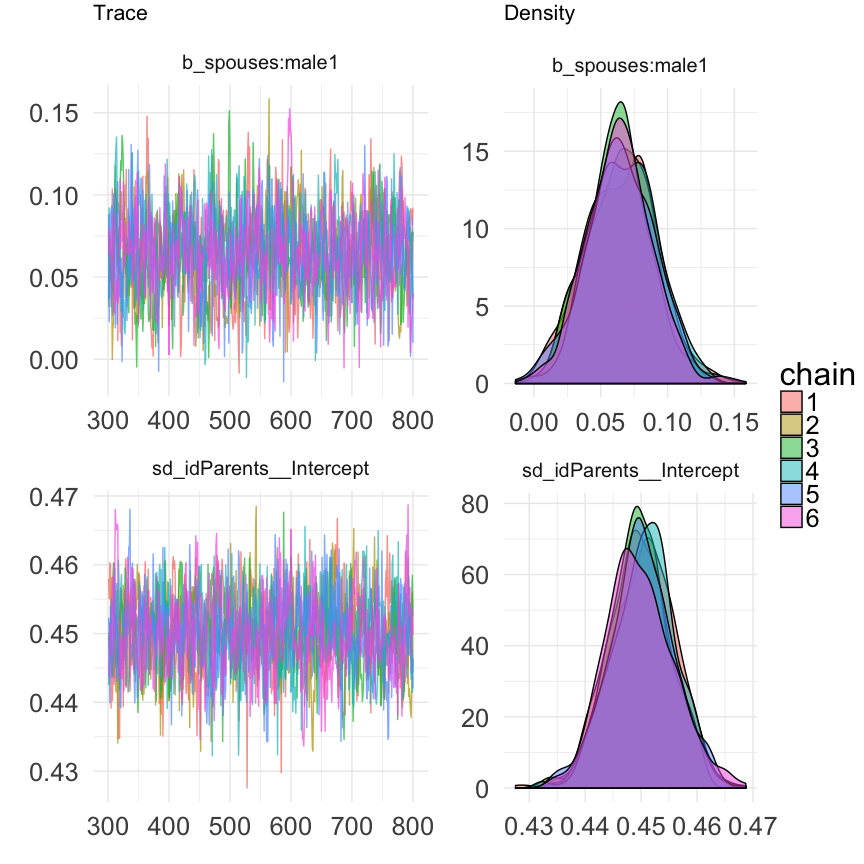 Trace
Density
b_spouses:male1
b_spouses:male1
0.15
0.10
0.05
0.00
300 400 500 600 700 800
15
10
5
0
0.00 0.05 0.10 0.15
sd_idParents__Intercept
sd_idParents__Intercept
0.47
0.46
0.45
0.44
0.43
300 400 500 600 700 800
80
60
40
20
0
0.43 0.44 0.45 0.46 0.47
chain
1
2
3
4
5
6